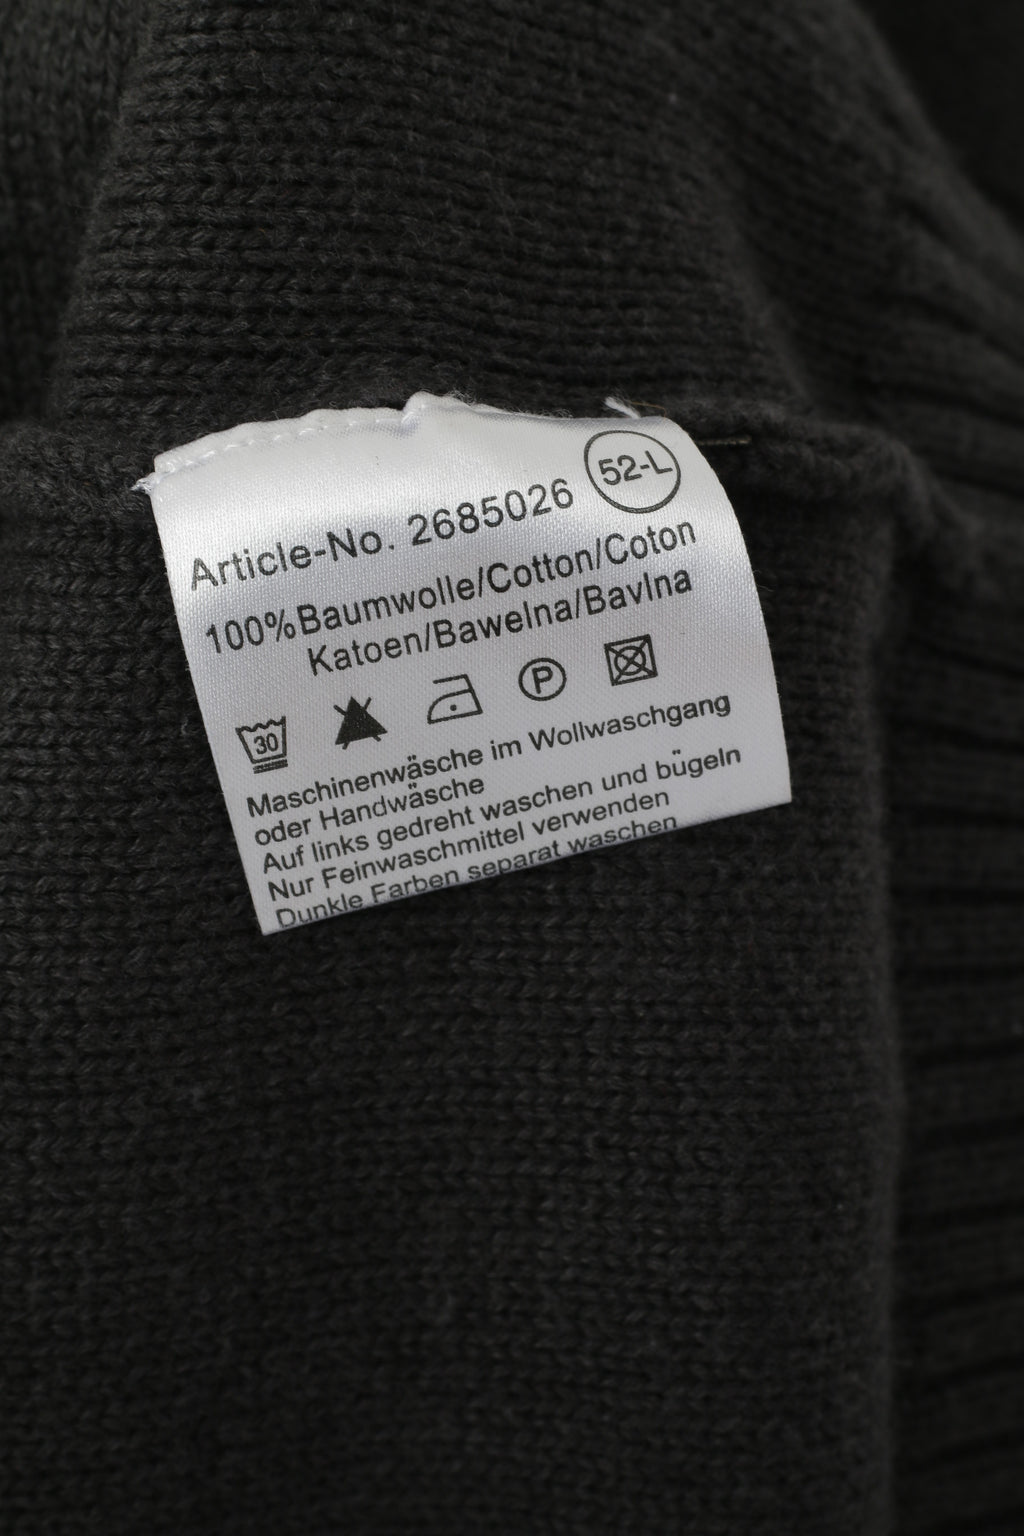 52-L
Article-No. 2685026
100%Baumwolle/Cotton/Coton
Katoen/Bawelna/Bavlna
30 P
Maschinenwäsche im Wollwaschgang
oder Handwäsche
Auf links gedreht waschen und bügeln
Nur Feinwaschmittel verwenden
Dunkle Farben separat waschen